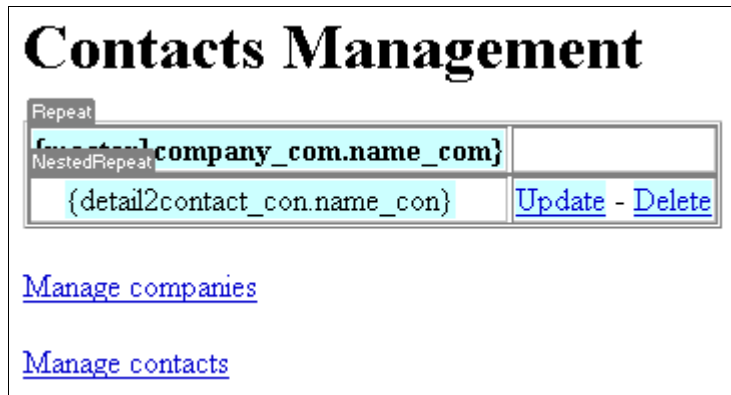 Contacts Management
Repeat
company_com.name_com}
NestedRepeat
{detail2contact_con.name_con} Update - Delete
Manage companies
Manage contacts